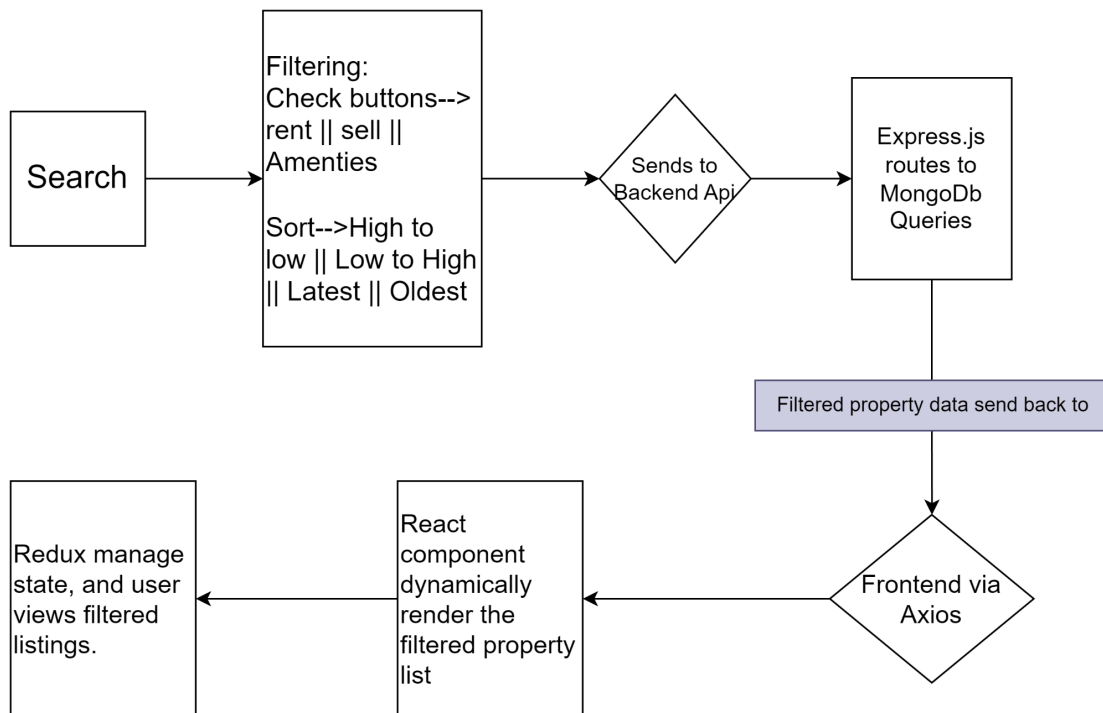 Search
Filtering:
Check buttons-->
rent || sell ||
Amenties
Sort-->High to
low || Low to High
|| Latest || Oldest
Sends to
Backend Api
Express.js
routes to
MongoDb
Queries
Filtered property data send back to
Frontend via
Axios
React
component
dynamically
render the
filtered property
list
Redux manage
state, and user
views filtered
listings.